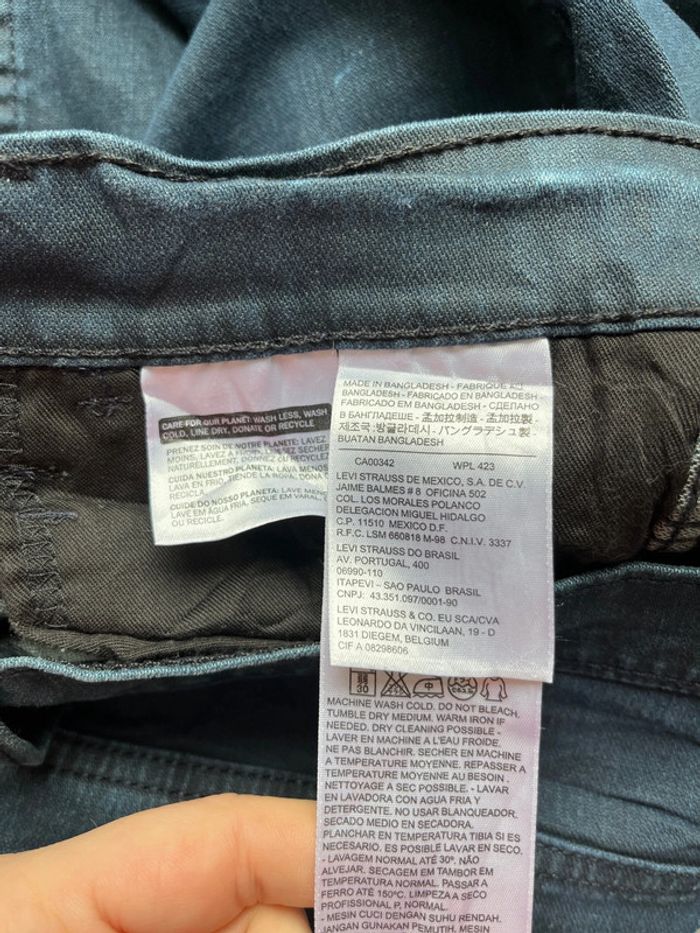 CARE FOR OUR PLANET: WASH LESS, WASH
COLD, LINE DRY, DONATE OR RECYCLE
PRENEZ SOIN DE NOTRE PLANETE: LAVEZ
MOINS, LAVEZ À
NATURELLEMENT, DONNEZ OU RECYCLEZ
CUIDA NUESTRO PLANETA: LAVA MENOS
LAVA EN FRIO, TIENDE LA ROPA, DONA
RECICLA.
CUIDE DO NOSSO PLANETA: LAVE
LAVE EM ÁGUA FRIA, SEQUE EM VARAL
OU RECICLE.
MADE IN BANGLADESH - FABRIQUE AU
BANGLADESH - FABRICADO EN BANGLADESH -
FABRICADO EM BANGLADESH - СДЕЛАНО
В БАНГЛАДЕШЕ - 孟加拉制造 - 孟加拉製 -
제조국 :방글라데시 - バングラデシュ製 -
BUATAN BANGLADESH
CA00342 WPL 423
LEVI STRAUSS DE MEXICO, S.A. DE C.V.
JAIME BALMES # 8 OFICINA 502
COL. LOS MORALES POLANCO
DELEGACION MIGUEL HIDALGO
C.P. 11510 MEXICO D.F.
R.F.C. LSM 660818 M-98 C.N.I.V. 3337
LEVI STRAUSS DO BRASIL
AV. PORTUGAL, 400
06990-110
ITAPEVI – SAO PAULO BRASIL
CNPJ: 43.351.097/0001-90
LEVI STRAUSS & CO. EU SCA/CVA
LEONARDO DA VINCILAAN, 19 - D
1831 DIEGEM, BELGIUM
CIF A 08298606
30
MACHINE WASH COLD. DO NOT BLEACH.
TUMBLE DRY MEDIUM. WARM IRON IF
NEEDED. DRY CLEANING POSSIBLE -
LAVER EN MACHINE A L'EAU FROIDE.
NE PAS BLANCHIR. SECHER EN MACHINE
A TEMPERATURE MOYENNE. REPASSER A
TEMPERATURE MOYENNE AU BESOIN.
NETTOYAGE A SEC POSSIBLE. - LAVAR
EN LAVADORA CON AGUA FRIA Y
DETERGENTE. NO USAR BLANQUEADOR.
SECADO MEDIO EN SECADORA.
PLANCHAR EN TEMPERATURA TIBIA SI ES
NECESARIO. ES POSIBLE LAVAR EN SECO.
- LAVAGEM NORMAL ATÉ 30º. NÃO
ALVEJAR. SECAGEM EM TAMBOR EM
TEMPERATURA NORMAL. PASSAR A
FERRO ATÉ 150ºC. LIMPEZA A SECO
PROFISSIONAL P. NORMAL.
- MESIN CUCI DENGAN SUHU RENDAH.
JANGAN GUNAKAN PEMUTIH. MESIN